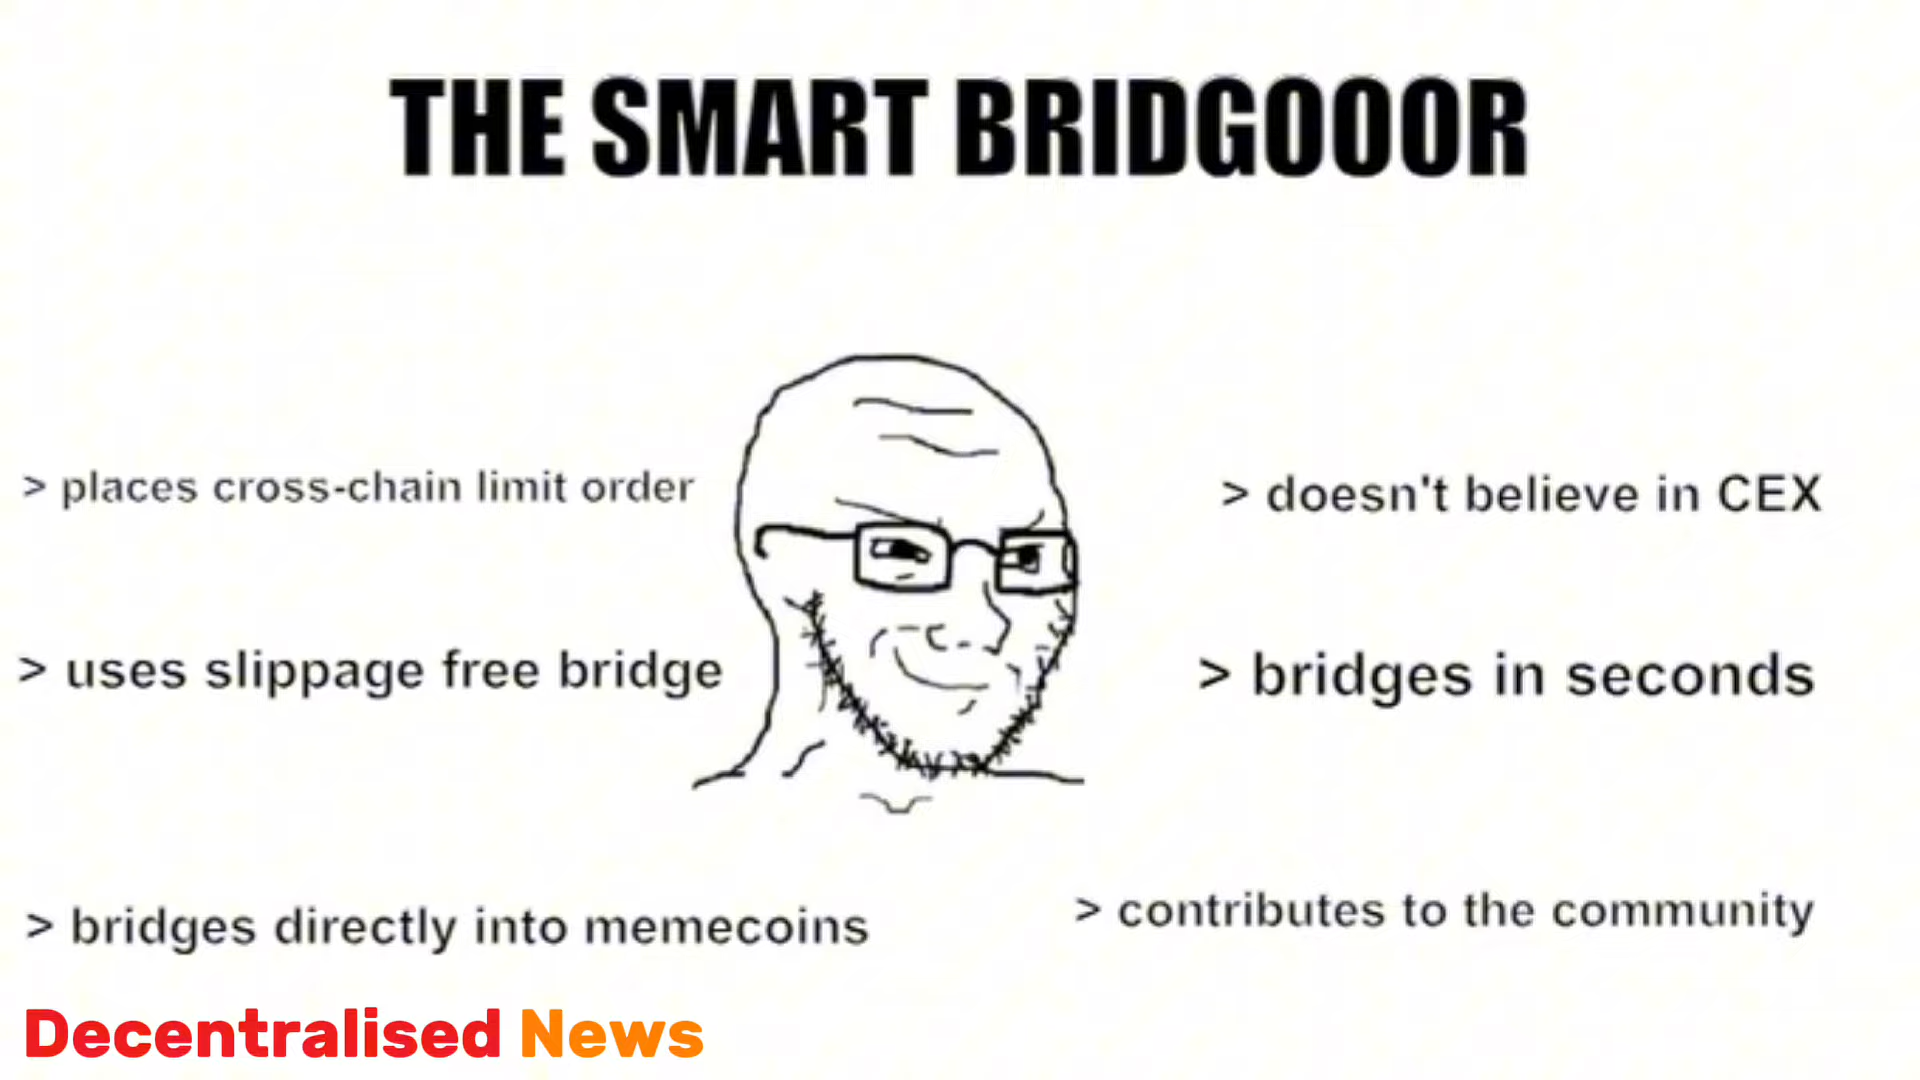 THE SMART BRIDGOOOR
> places cross-chain limit order
> doesn't believe in CEX
> uses slippage free bridge
> bridges in seconds
> bridges directly into memecoins
> contributes to the community
Decentralised News